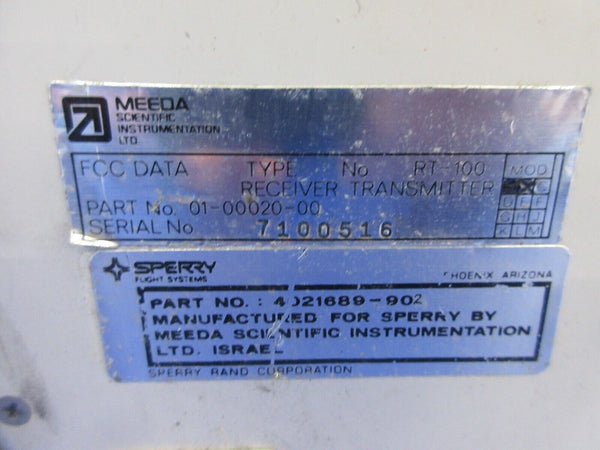 MEEDA
SCIENTIFIC
INSTRUMENTATION
LTD.
FCC DATA TYPE No RT-100 MOD
RECEIVER TRANSMITTER C
PART No. 01-00020-00 D E F
SERIAL No 7100516 G H J
K L M
SPERRY
FLIGHT SYSTEMS
PHOENIX ARIZONA
PART NO.: 4021689-902
MANUFACTURED FOR SPERRY BY
MEEDA SCIENTIFIC INSTRUMENTATION
LTD. ISRAEL
SPERRY RAND CORPORATION